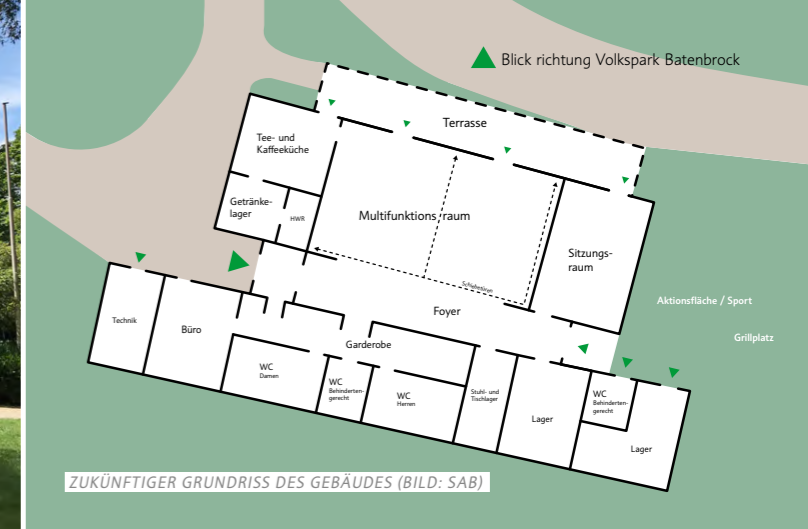 Blick richtung Volkspark Batenbrock
Terrasse
Tee- und
Kaffeeküche
Getränke-
lager
HWR
Multifunktions raum
Sitzungs-
raum
Schiebetüren
Foyer
Aktionsfläche / Sport
Grillplatz
Technik
Büro
Garderobe
WC
Damen
WC
Behinderten-
gerecht
WC
Herren
Stuhl- und
Tischlager
Lager
WC
Behinderten-
gerecht
Lager
ZUKÜNFTIGER GRUNDRISS DES GEBÄUDES (BILD: SAB)